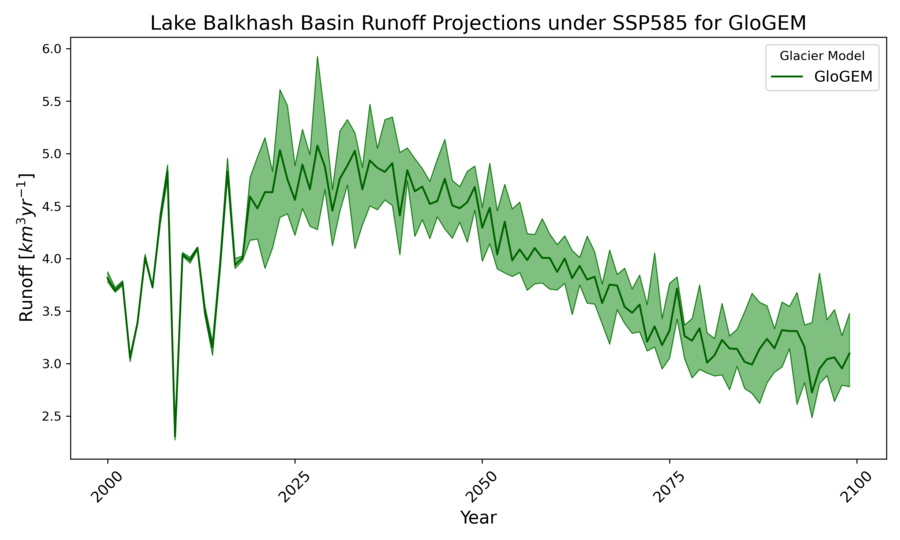 Lake Balkhash Basin Runoff Projections under SSP585 for GloGEM
Glacier Model
GloGEM
Runoff [km³yr⁻¹]
6.0
5.5
5.0
4.5
4.0
3.5
3.0
2.5
2000
2025
2050
2075
2100
Year